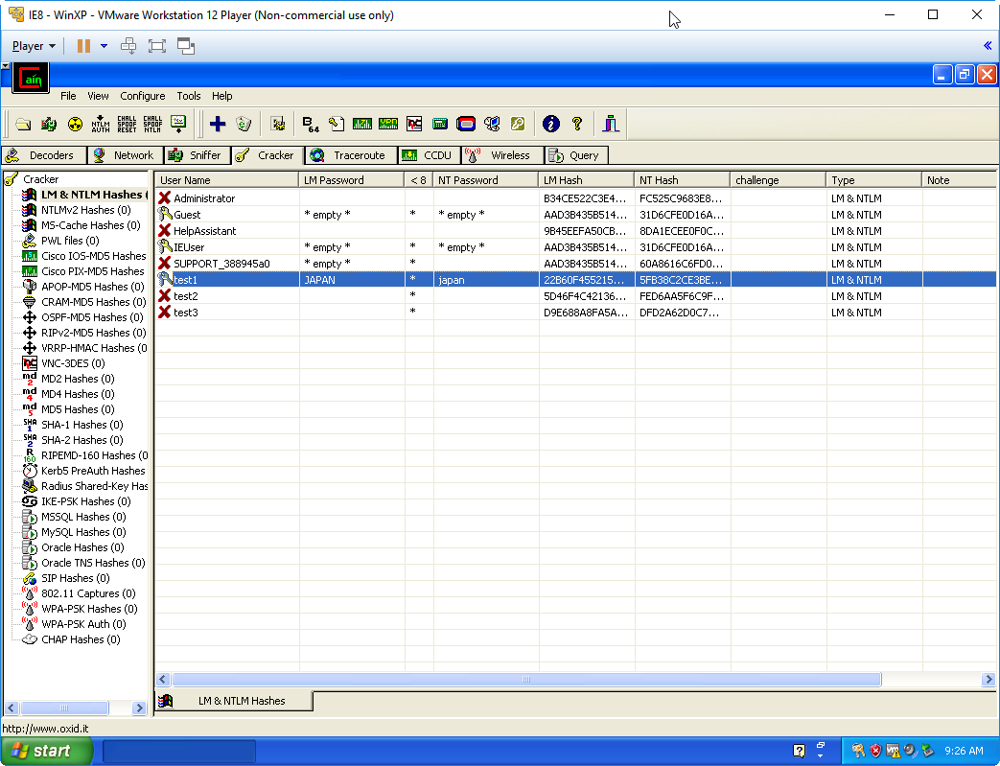 IE8 - WinXP - VMware Workstation 12 Player (Non-commercial use only)
Player
Cain
File View Configure Tools Help
NTLM AUTH CHALL SPOOF RESET CHALL SPOOF NTLM B 64
Decoders Network Sniffer Cracker Traceroute CCDU Wireless Query
Cracker
LM & NTLM Hashes (
NTLMv2 Hashes (0)
MS-Cache Hashes (0)
PWL files (0)
Cisco IOS-MD5 Hashes
Cisco PIX-MD5 Hashes
APOP-MD5 Hashes (0)
CRAM-MD5 Hashes (0)
OSPF-MD5 Hashes (0)
RIPv2-MD5 Hashes (0)
VRRP-HMAC Hashes (0
VNC-3DES (0)
MD2 Hashes (0)
MD4 Hashes (0)
MD5 Hashes (0)
SHA-1 Hashes (0)
SHA-2 Hashes (0)
RIPEMD-160 Hashes (0
Kerb5 PreAuth Hashes
Radius Shared-Key Has
IKE-PSK Hashes (0)
MSSQL Hashes (0)
MySQL Hashes (0)
Oracle Hashes (0)
Oracle TNS Hashes (0)
SIP Hashes (0)
802.11 Captures (0)
WPA-PSK Hashes (0)
WPA-PSK Auth (0)
CHAP Hashes (0)
User Name LM Password < 8 NT Password LM Hash NT Hash challenge Type Note
Administrator B34CE522C3E4... FC525C9683E8... LM & NTLM
Guest * empty * * * empty * AAD3B435B514... 31D6CFE0D16A... LM & NTLM
HelpAssistant 9B45EEFA50CB... 8DA1ECEE0F0C... LM & NTLM
IEUser * empty * * * empty * AAD3B435B514... 31D6CFE0D16A... LM & NTLM
SUPPORT_388945a0 * empty * * AAD3B435B514... 60A8616C6FD0... LM & NTLM
test1 JAPAN * japan 22B60F455215... 5FB38C2CE3BE... LM & NTLM
test2 * 5D46F4C42136... FED6AA5F6C9F... LM & NTLM
test3 * D9E688A8FA5A... DFD2A62D0C7... LM & NTLM
LM & NTLM Hashes
http://www.oxid.it
start
9:26 AM